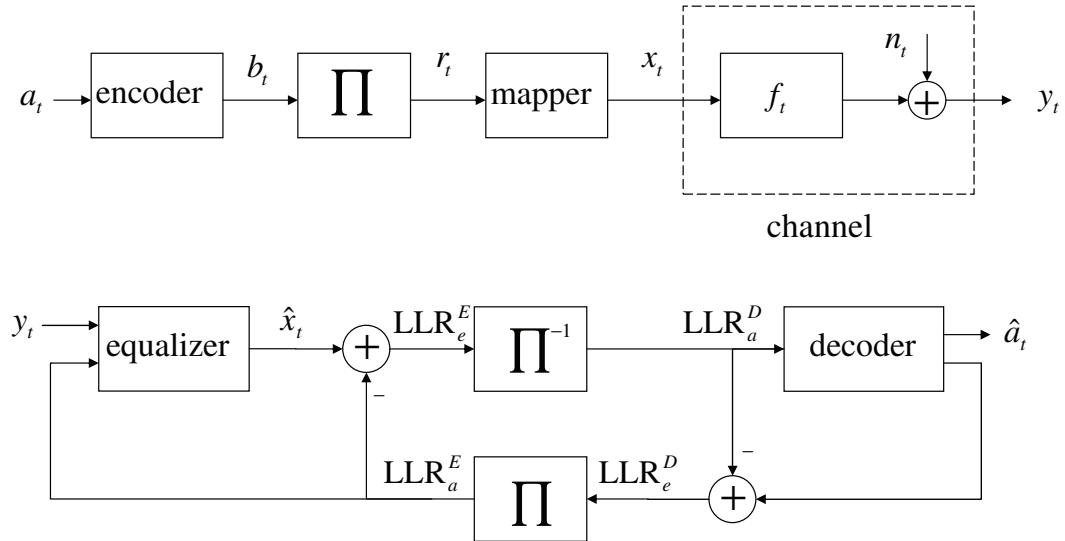 a_t encoder b_t ∏ r_t mapper x_t f_t n_t + y_t
channel
y_t equalizer x̂_t + − LLR_e^E ∏^{−1} LLR_a^D decoder â_t
LLR_a^E ∏ LLR_e^D − +